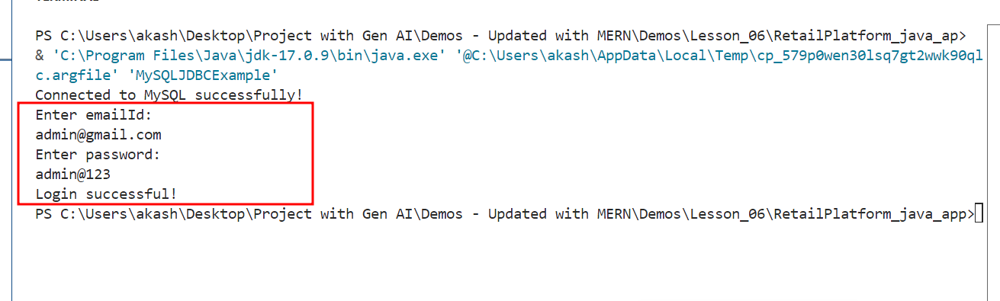 PS C:\Users\akash\Desktop\Project with Gen AI\Demos - Updated with MERN\Demos\Lesson_06\RetailPlatform_java_ap>
& 'C:\Program Files\Java\jdk-17.0.9\bin\java.exe' '@C:\Users\akash\AppData\Local\Temp\cp_579p0wen30lsq7gt2wwk90ql
c.argfile' 'MySQLJDBCExample'
Connected to MySQL successfully!
Enter emailId:
admin@gmail.com
Enter password:
admin@123
Login successful!
PS C:\Users\akash\Desktop\Project with Gen AI\Demos - Updated with MERN\Demos\Lesson_06\RetailPlatform_java_app>